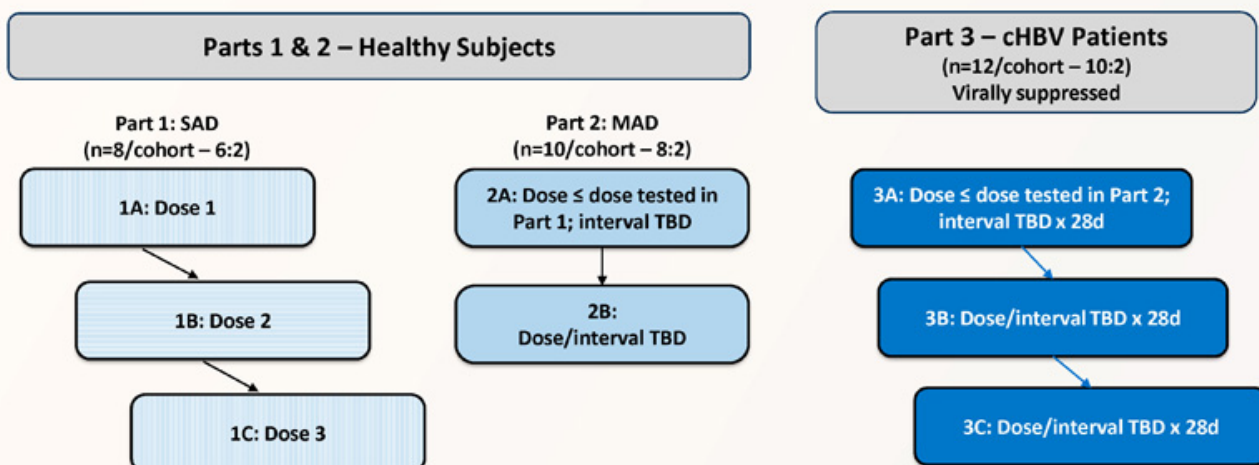 Parts 1 & 2 – Healthy Subjects
Part 3 – cHBV Patients
(n=12/cohort – 10:2)
Virally suppressed
Part 1: SAD
(n=8/cohort – 6:2)
1A: Dose 1
1B: Dose 2
1C: Dose 3
Part 2: MAD
(n=10/cohort – 8:2)
2A: Dose ≤ dose tested in
Part 1; interval TBD
2B:
Dose/interval TBD
3A: Dose ≤ dose tested in Part 2;
interval TBD x 28d
3B: Dose/interval TBD x 28d
3C: Dose/interval TBD x 28d